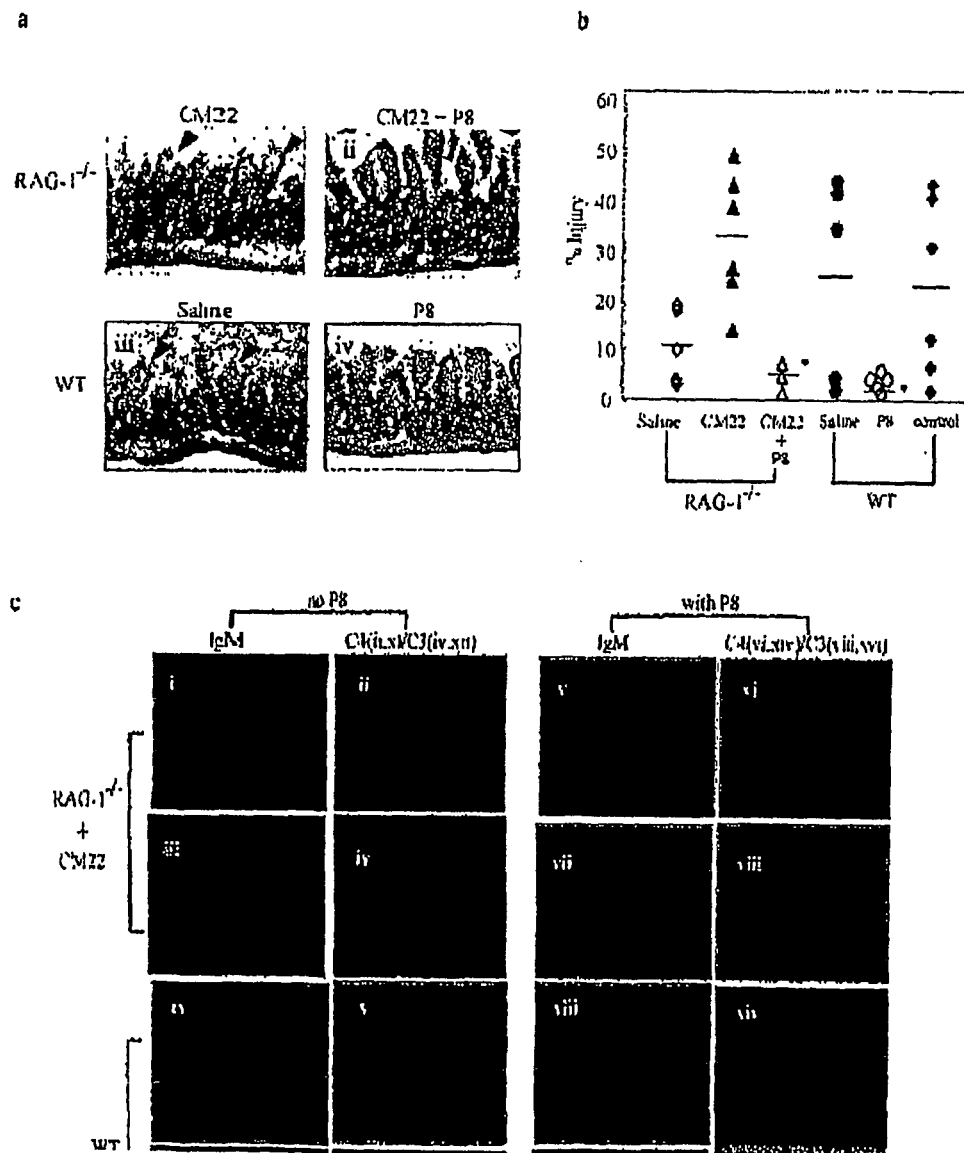 a
CM22
CM22 - P8
RAG-1-/-
ii
Saline
P8
WT
iii
iv
b
60
50
40
30
20
10
0
% Injury
Saline
CM22
CM22 + P8
Saline
P8
control
RAG-1-/-
WT
c
no P8
with P8
IgM
IgM
i
ii
v
RAG-1-/- + CM22
iii
iv
vii
viii
v
viii
xiv
WT